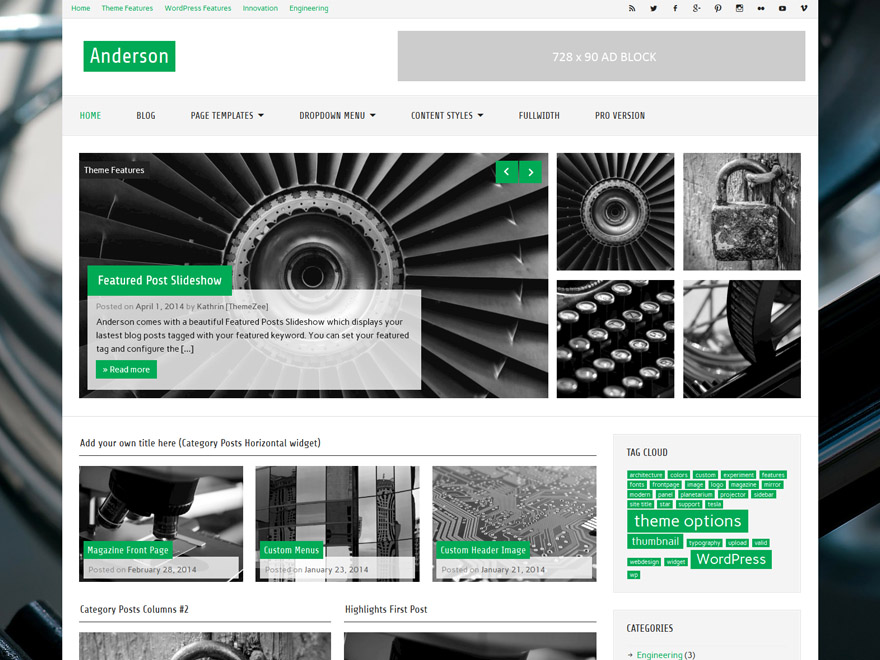 Home Theme Features WordPress Features Innovation Engineering
Anderson
728 x 90 AD BLOCK
HOME BLOG PAGE TEMPLATES DROPDOWN MENU CONTENT STYLES FULLWIDTH PRO VERSION
Theme Features
Featured Post Slideshow
Posted on April 1, 2014 by Kathrin [ThemeZee]
Anderson comes with a beautiful Featured Posts Slideshow which displays your
lastest blog posts tagged with your featured keyword. You can set your featured
tag and configure the [...]
» Read more
Add your own title here (Category Posts Horizontal widget)
Magazine Front Page
Posted on February 28, 2014
Custom Menus
Posted on January 23, 2014
Custom Header Image
Posted on January 21, 2014
Category Posts Columns #2
Highlights First Post
TAG CLOUD
architecture colors custom experiment features
fonts frontpage image logo magazine mirror
modern panel planetarium projector sidebar
site title star support tesla
theme options
thumbnail typography upload valid
webdesign widget WordPress
wp
CATEGORIES
Engineering (3)